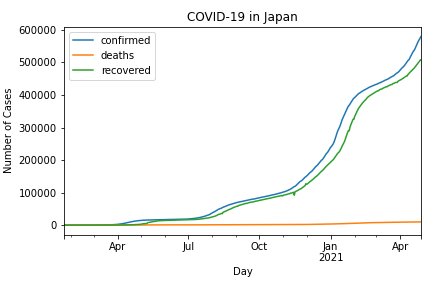 COVID-19 in Japan
confirmed
deaths
recovered
Number of Cases
600000
500000
400000
300000
200000
100000
0
Apr
Jul
Oct
Jan
2021
Apr
Day